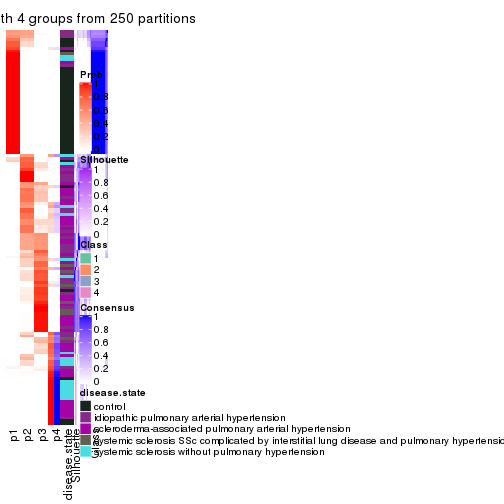 th 4 groups from 250 partitions
Prob
1
0.8
0.6
0.4
0.2
0
Silhouette
1
0.8
0.6
0.4
0.2
0
Class
1
2
3
4
Consensus
1
0.8
0.6
0.4
0.2
0
disease.state
control
idiopathic pulmonary arterial hypertension
scleroderma-associated pulmonary arterial hypertension
systemic sclerosis SSc complicated by interstitial lung disease and pulmonary hypertensio
systemic sclerosis without pulmonary hypertension
p1
p2
p3
p4
disease.state
Silhouette